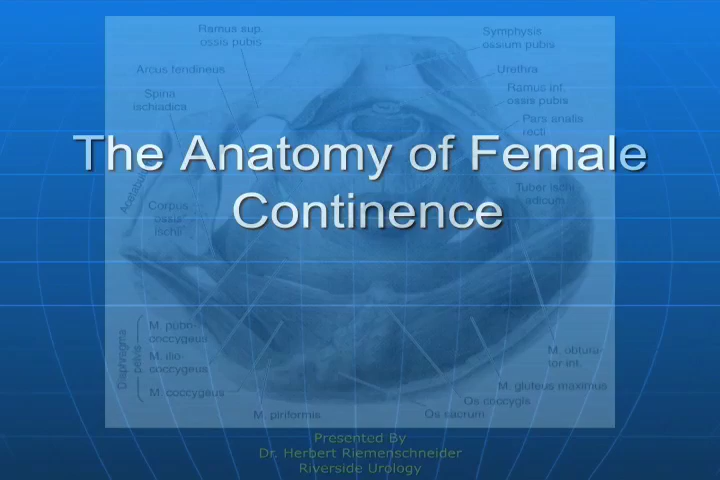 Ramus sup.
ossis pubis
Symphysis
ossium pubis
Arcus tendineus
Urethra
Spina
ischiadica
Ramus inf.
ossis pubis
Pars analis
recti
The Anatomy of Female
Continence
Tuber ischi
adicum
Corpus
ossis
ischii
Diaphragma
pelvis
M. pubo-
coccygeus
M. ilio-
coccygeus
M. coccygeus
M. piriformis
M. obtura-
tor int.
M. gluteus maximus
Os coccygis
Os sacrum
Presented By
Dr. Herbert Riemenschneider
Riverside Urology